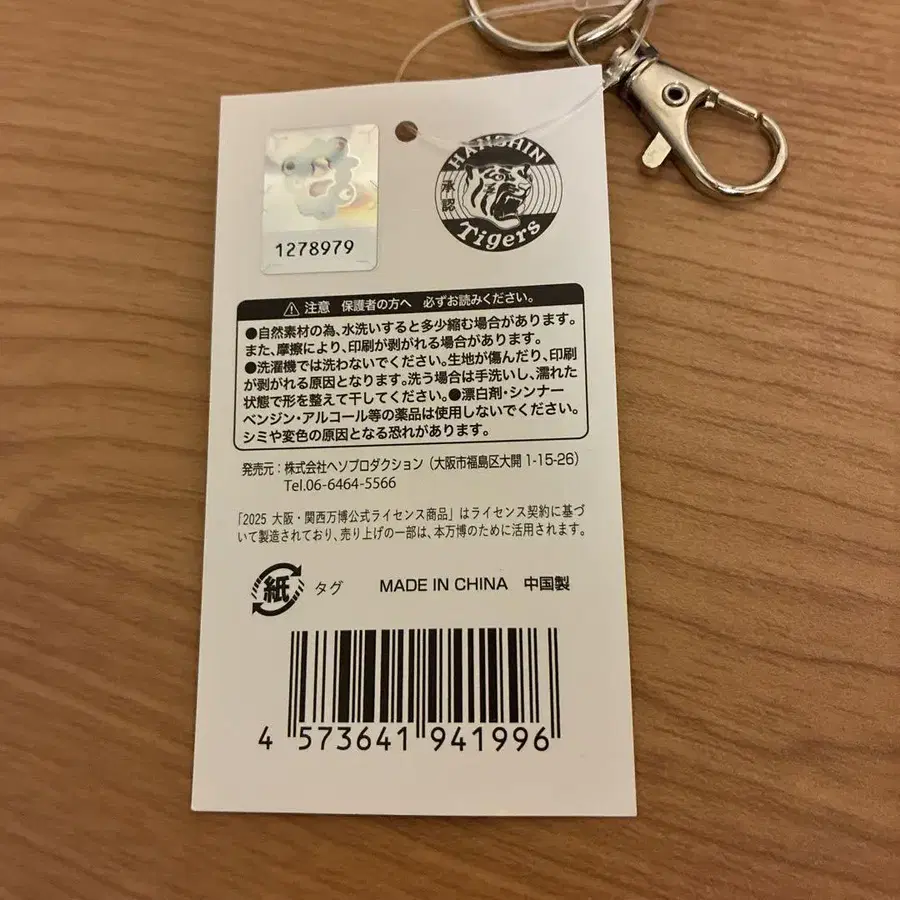 1278979
HANSHIN
承認
Tigers
⚠ 注意 保護者の方へ 必ずお読みください。
●自然素材の為、水洗いすると多少縮む場合があります。
また、摩擦により、印刷が剥がれる場合があります。
●洗濯機では洗わないでください。生地が傷んだり、印刷
が剥がれる原因となります。洗う場合は手洗いし、濡れた
状態で形を整えて干してください。●漂白剤・シンナー
ベンジン・アルコール等の薬品は使用しないでください。
シミや変色の原因となる恐れがあります。
発売元：株式会社ヘソプロダクション（大阪市福島区大開 1-15-26）
Tel.06-6464-5566
「2025 大阪・関西万博公式ライセンス商品」はライセンス契約に基づ
いて製造されており、売り上げの一部は、本万博のために活用されます。
紙 タグ MADE IN CHINA 中国製
4 573641 941996